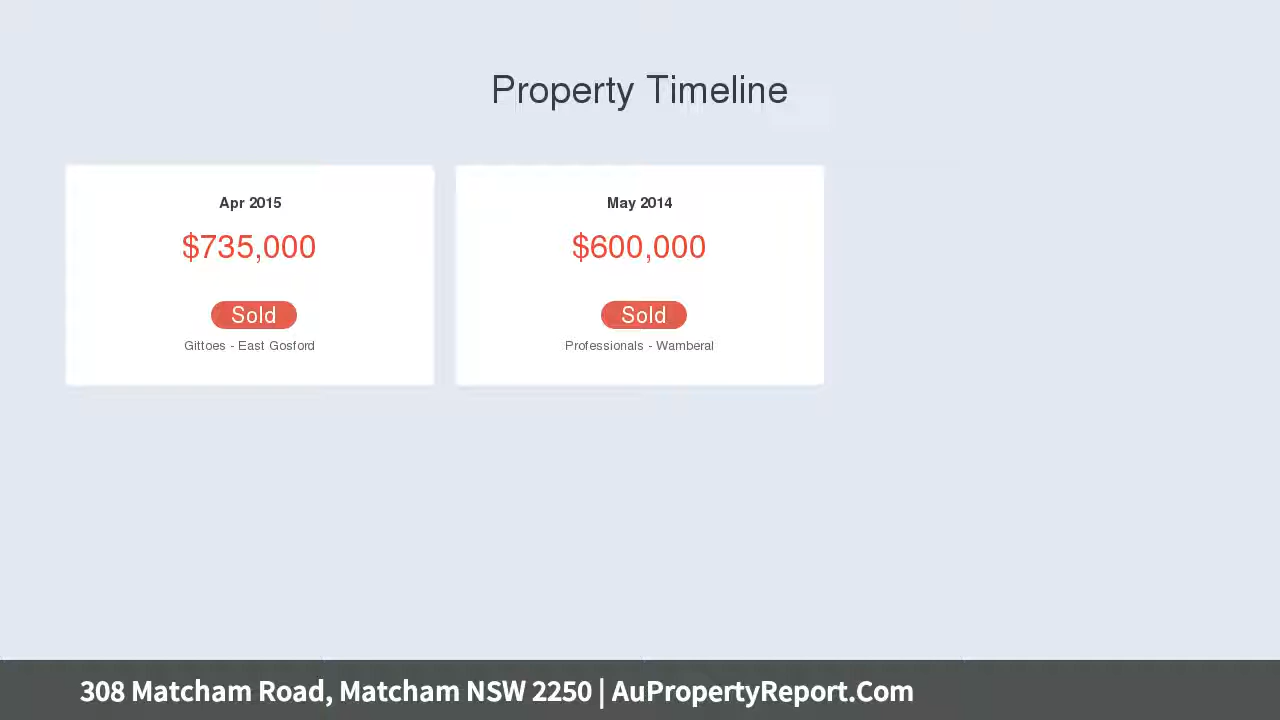 Property Timeline
Apr 2015
$735,000
Sold
Gittoes - East Gosford
May 2014
$600,000
Sold
Professionals - Wamberal
308 Matcham Road, Matcham NSW 2250 | AuPropertyReport.Com